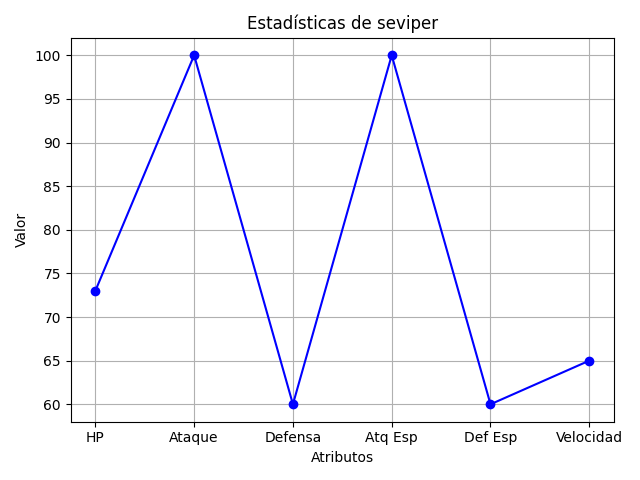 Estadísticas de seviper
Valor
100
95
90
85
80
75
70
65
60
HP Ataque Defensa Atq Esp Def Esp Velocidad
Atributos